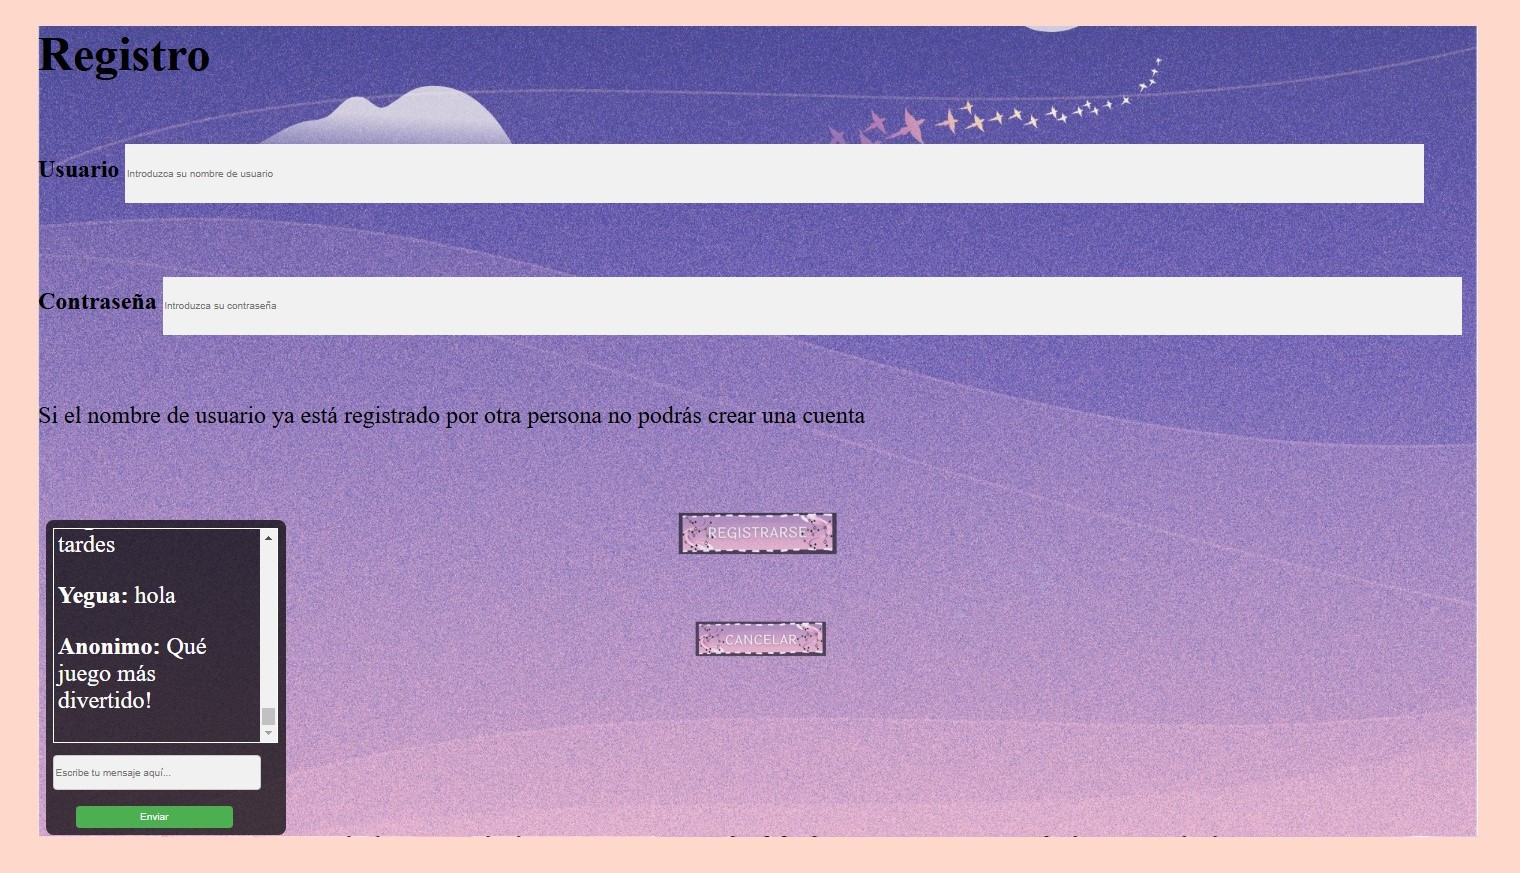 Registro
Usuario Introduzca su nombre de usuario
Contraseña Introduzca su contraseña
Si el nombre de usuario ya está registrado por otra persona no podrás crear una cuenta
REGISTRARSE
CANCELAR
tardes
Yegua: hola
Anonimo: Qué
juego más
divertido!
Escribe tu mensaje aquí...
Enviar